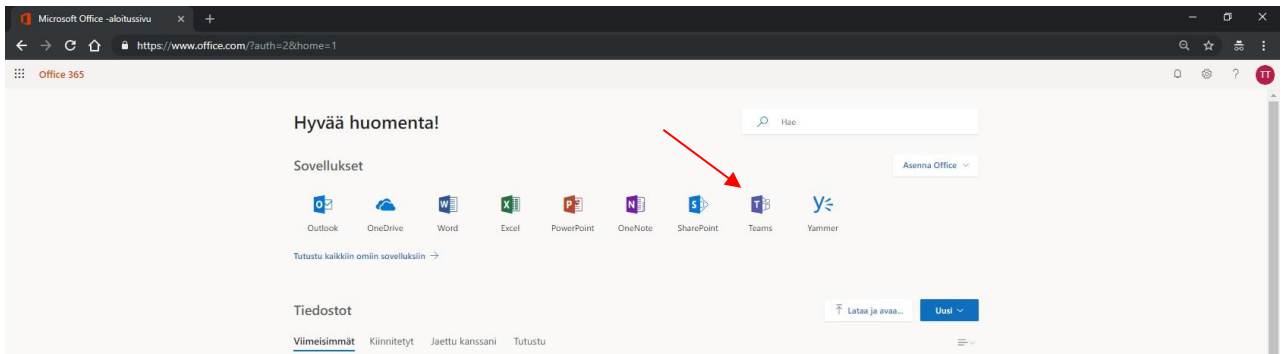 Microsoft Office -aloitussivu
https://www.office.com/?auth=2&home=1
Office 365
TT
Hyvää huomenta!
Hae
Sovellukset
Asenna Office
Outlook OneDrive Word Excel PowerPoint OneNote SharePoint Teams Yammer
Tutustu kaikkiin omiin sovelluksiin →
Tiedostot
Lataa ja avaa...
Uusi
Viimeisimmät Kiinnitetyt Jaettu kanssani Tutustu